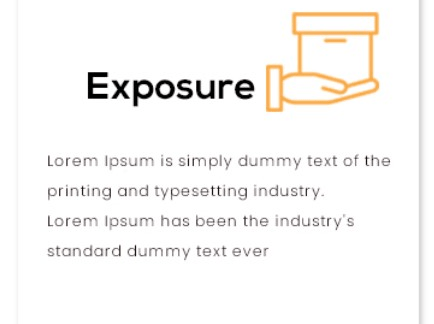 Exposure
Lorem Ipsum is simply dummy text of the
printing and typesetting industry.
Lorem Ipsum has been the industry's
standard dummy text ever